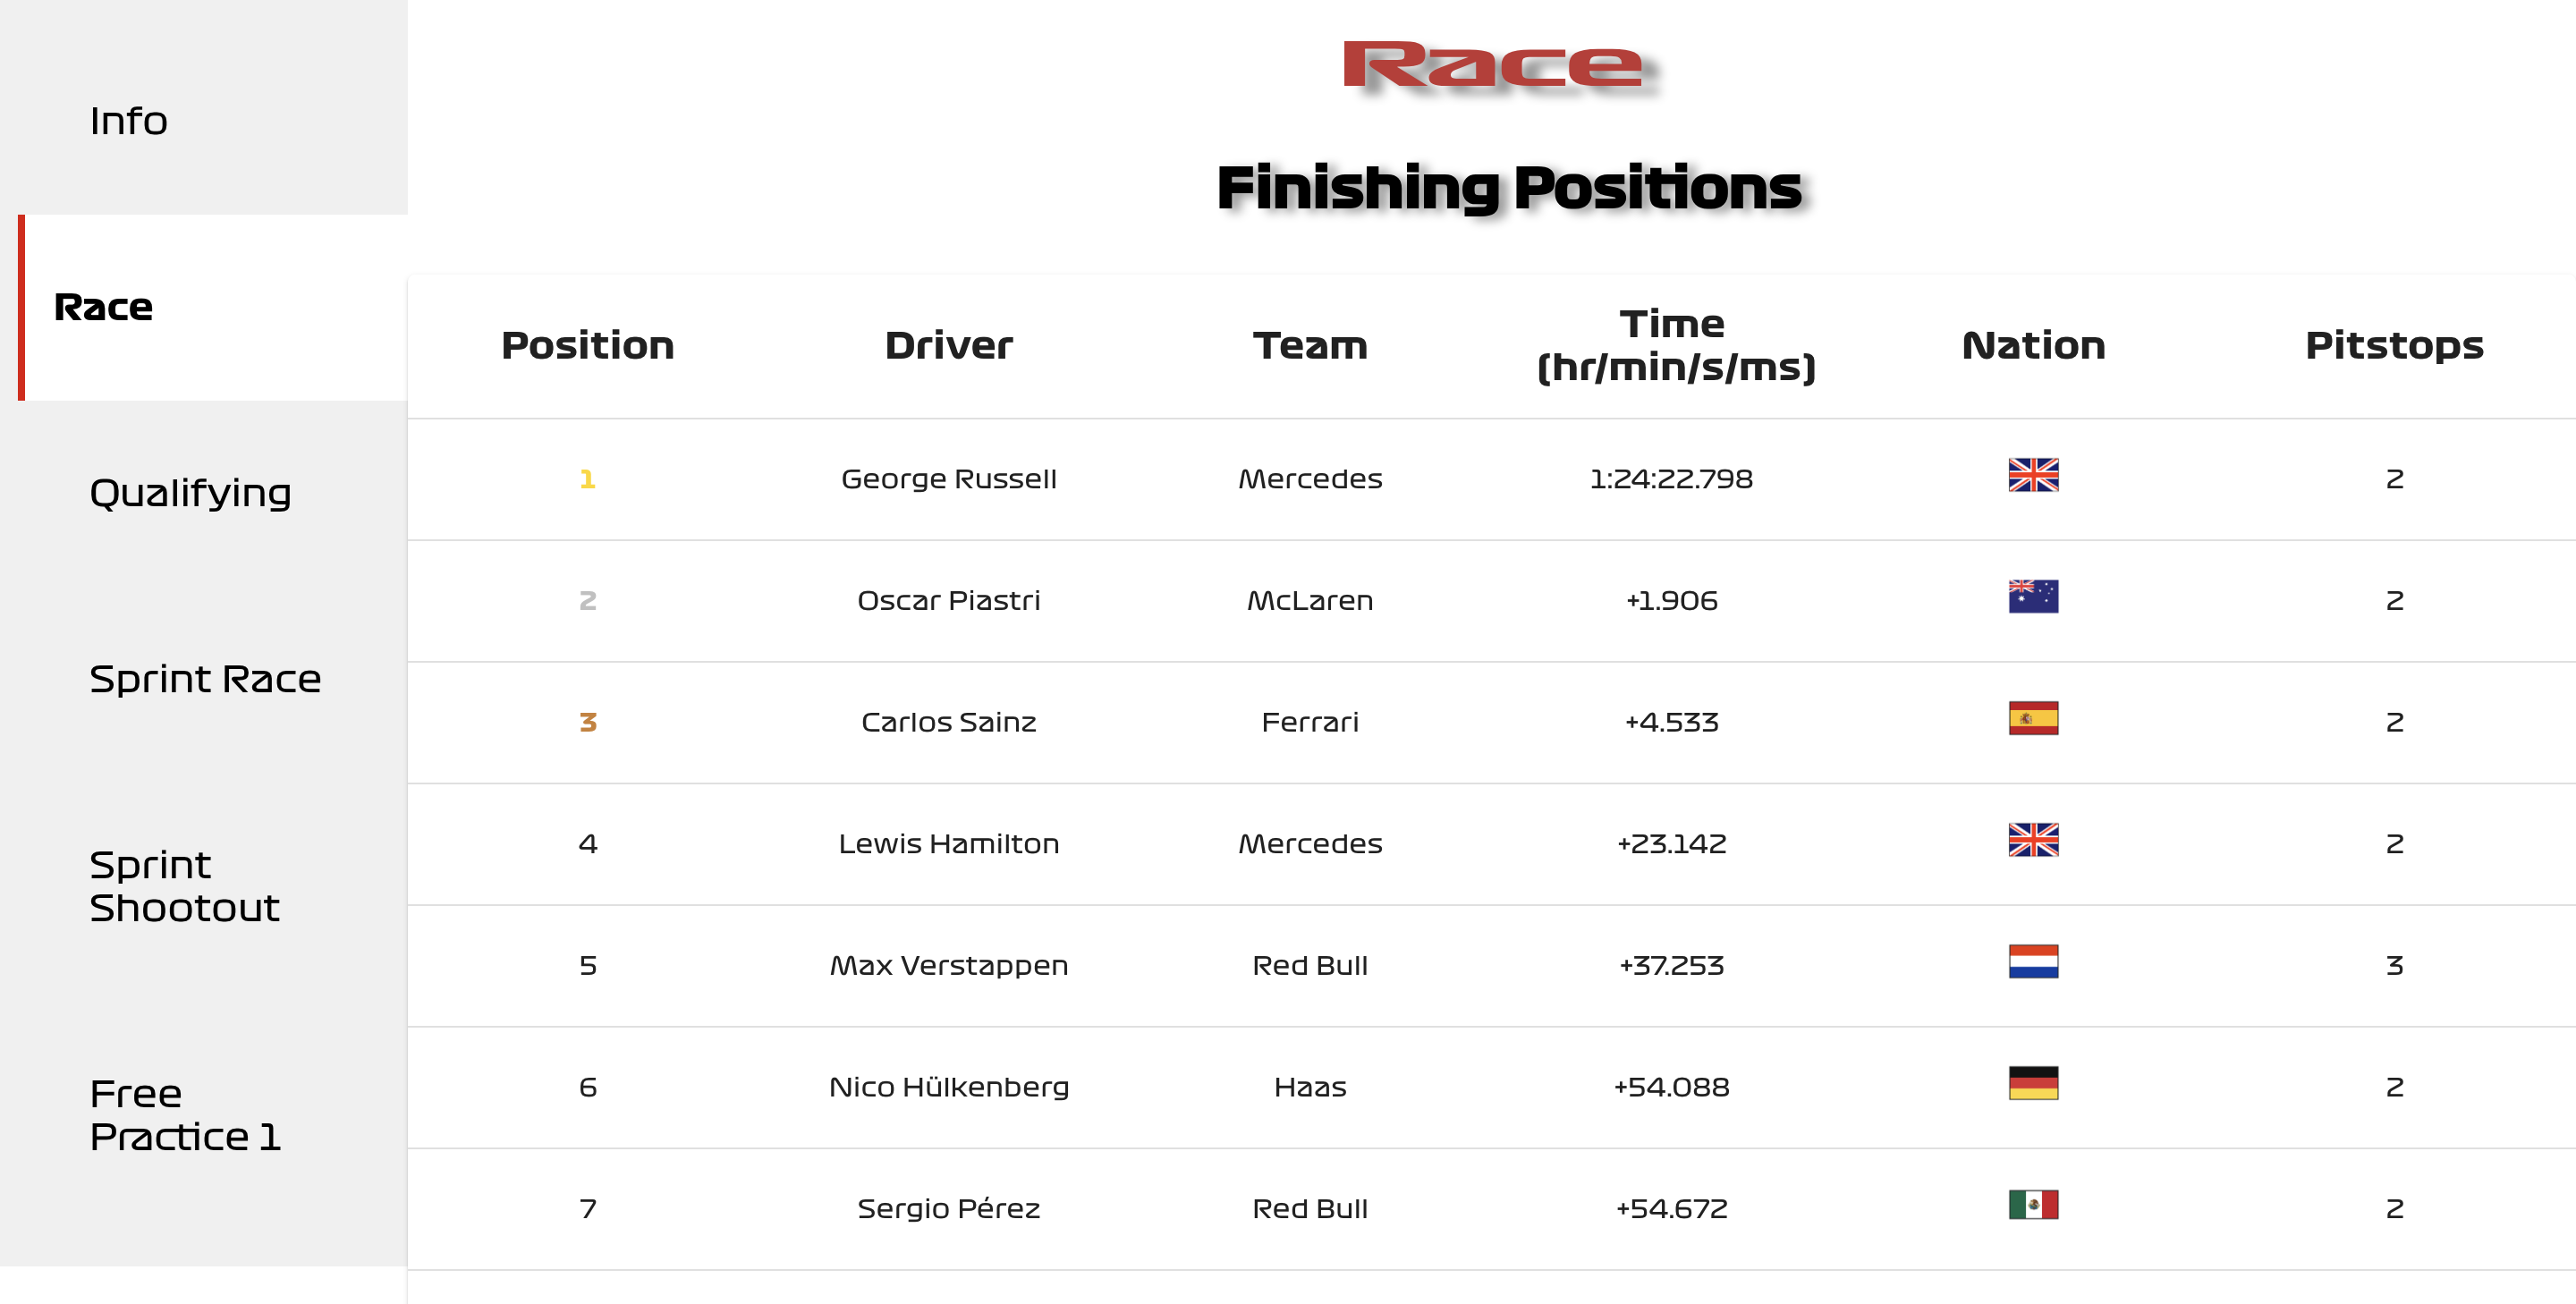 Info
Race
Qualifying
Sprint Race
Sprint
Shootout
Free
Practice 1
Race
Finishing Positions
Position Driver Team Time (hr/min/s/ms) Nation Pitstops
1 George Russell Mercedes 1:24:22.798 2
2 Oscar Piastri McLaren +1.906 2
3 Carlos Sainz Ferrari +4.533 2
4 Lewis Hamilton Mercedes +23.142 2
5 Max Verstappen Red Bull +37.253 3
6 Nico Hülkenberg Haas +54.088 2
7 Sergio Pérez Red Bull +54.672 2